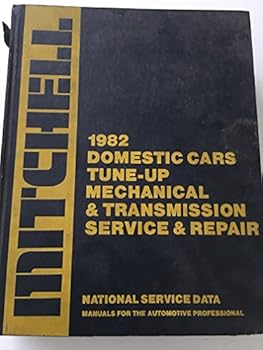 MITCHELL
1982
DOMESTIC CARS
TUNE-UP
MECHANICAL
& TRANSMISSION
SERVICE & REPAIR
NATIONAL SERVICE DATA
MANUALS FOR THE AUTOMOTIVE PROFESSIONAL